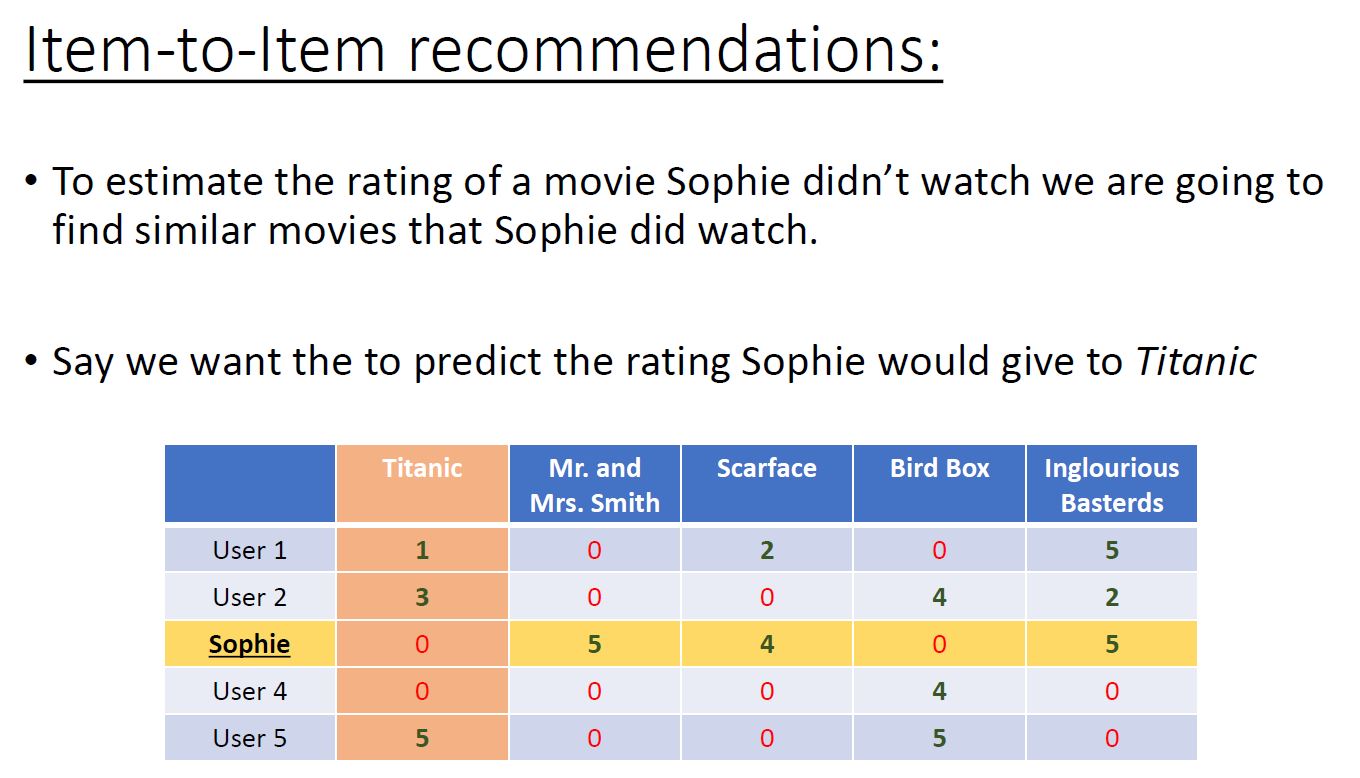 Item-to-Item recommendations:
• To estimate the rating of a movie Sophie didn’t watch we are going to
find similar movies that Sophie did watch.
• Say we want the to predict the rating Sophie would give to Titanic
Titanic Mr. and Mrs. Smith Scarface Bird Box Inglourious Basterds
User 1 1 0 2 0 5
User 2 3 0 0 4 2
Sophie 0 5 4 0 5
User 4 0 0 0 4 0
User 5 5 0 0 5 0